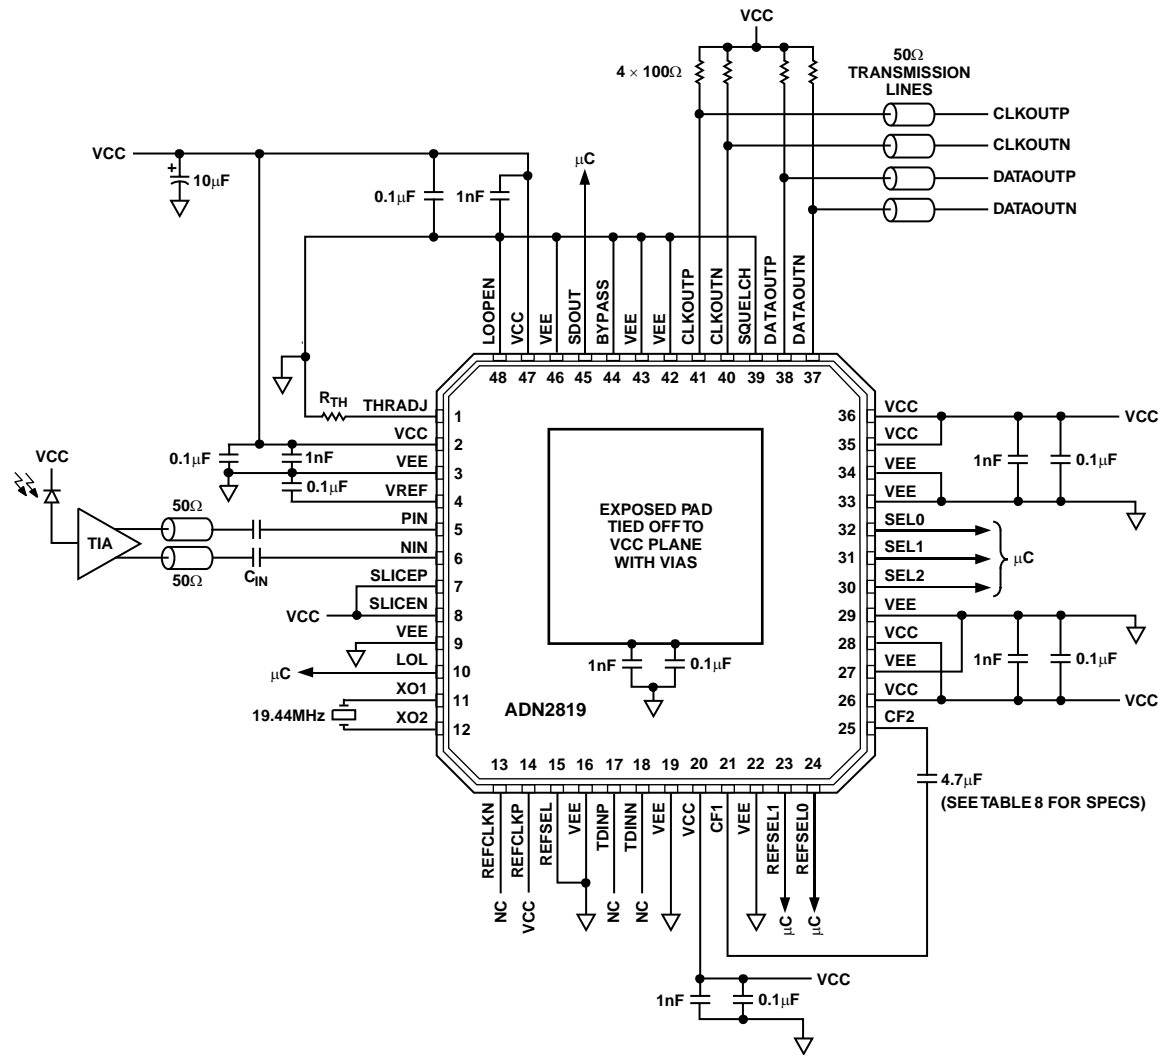 VCC
4 × 100Ω
50Ω
TRANSMISSION
LINES
CLKOUTP
CLKOUTN
DATAOUTP
DATAOUTN
VCC
+
10μF
0.1μF
1nF
μC
LOOPEN
VCC
VEE
SDOUT
BYPASS
VEE
VEE
CLKOUTP
CLKOUTN
SQUELCH
DATAOUTP
DATAOUTN
48
47
46
45
44
43
42
41
40
39
38
37
RTH
THRADJ
1
VCC
2
0.1μF
1nF
VEE
3
0.1μF
VREF
4
VCC
TIA
50Ω
50Ω
CIN
PIN
5
NIN
6
SLICEP
7
VCC
SLICEN
8
VEE
9
μC
LOL
10
XO1
11
19.44MHz
XO2
12
EXPOSED PAD
TIED OFF TO
VCC PLANE
WITH VIAS
1nF
0.1μF
ADN2819
36
VCC
VCC
35
VCC
34
VEE
1nF
0.1μF
33
VEE
32
SEL0
31
SEL1
μC
30
SEL2
29
VEE
28
VCC
1nF
0.1μF
27
VEE
26
VCC
VCC
25
CF2
4.7μF
(SEE TABLE 8 FOR SPECS)
13
14
15
16
17
18
19
20
21
22
23
24
REFCLKN
REFCLKP
REFSEL
VEE
TDINP
TDINN
VEE
VCC
CF1
VEE
REFSEL1
REFSEL0
NC
VCC
NC
NC
μC
μC
VCC
1nF
0.1μF